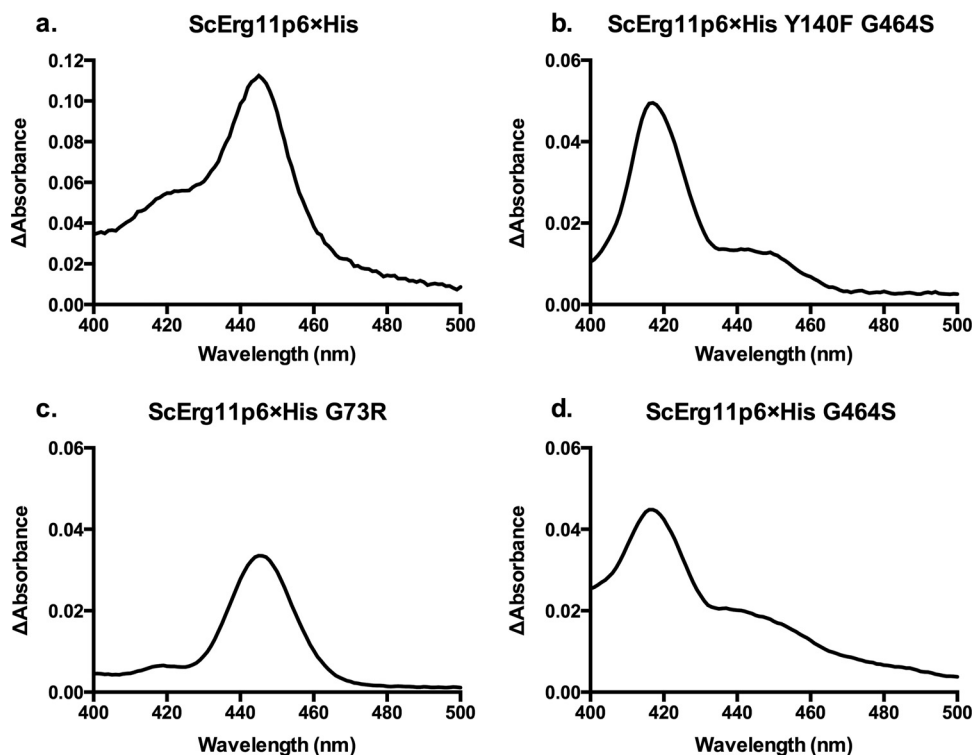 a.
ScErg11p6×His
ΔAbsorbance
0.12
0.10
0.08
0.06
0.04
0.02
0.00
400 420 440 460 480 500
Wavelength (nm)
b.
ScErg11p6×His Y140F G464S
ΔAbsorbance
0.06
0.04
0.02
0.00
400 420 440 460 480 500
Wavelength (nm)
c.
ScErg11p6×His G73R
ΔAbsorbance
0.06
0.04
0.02
0.00
400 420 440 460 480 500
Wavelength (nm)
d.
ScErg11p6×His G464S
ΔAbsorbance
0.06
0.04
0.02
0.00
400 420 440 460 480 500
Wavelength (nm)